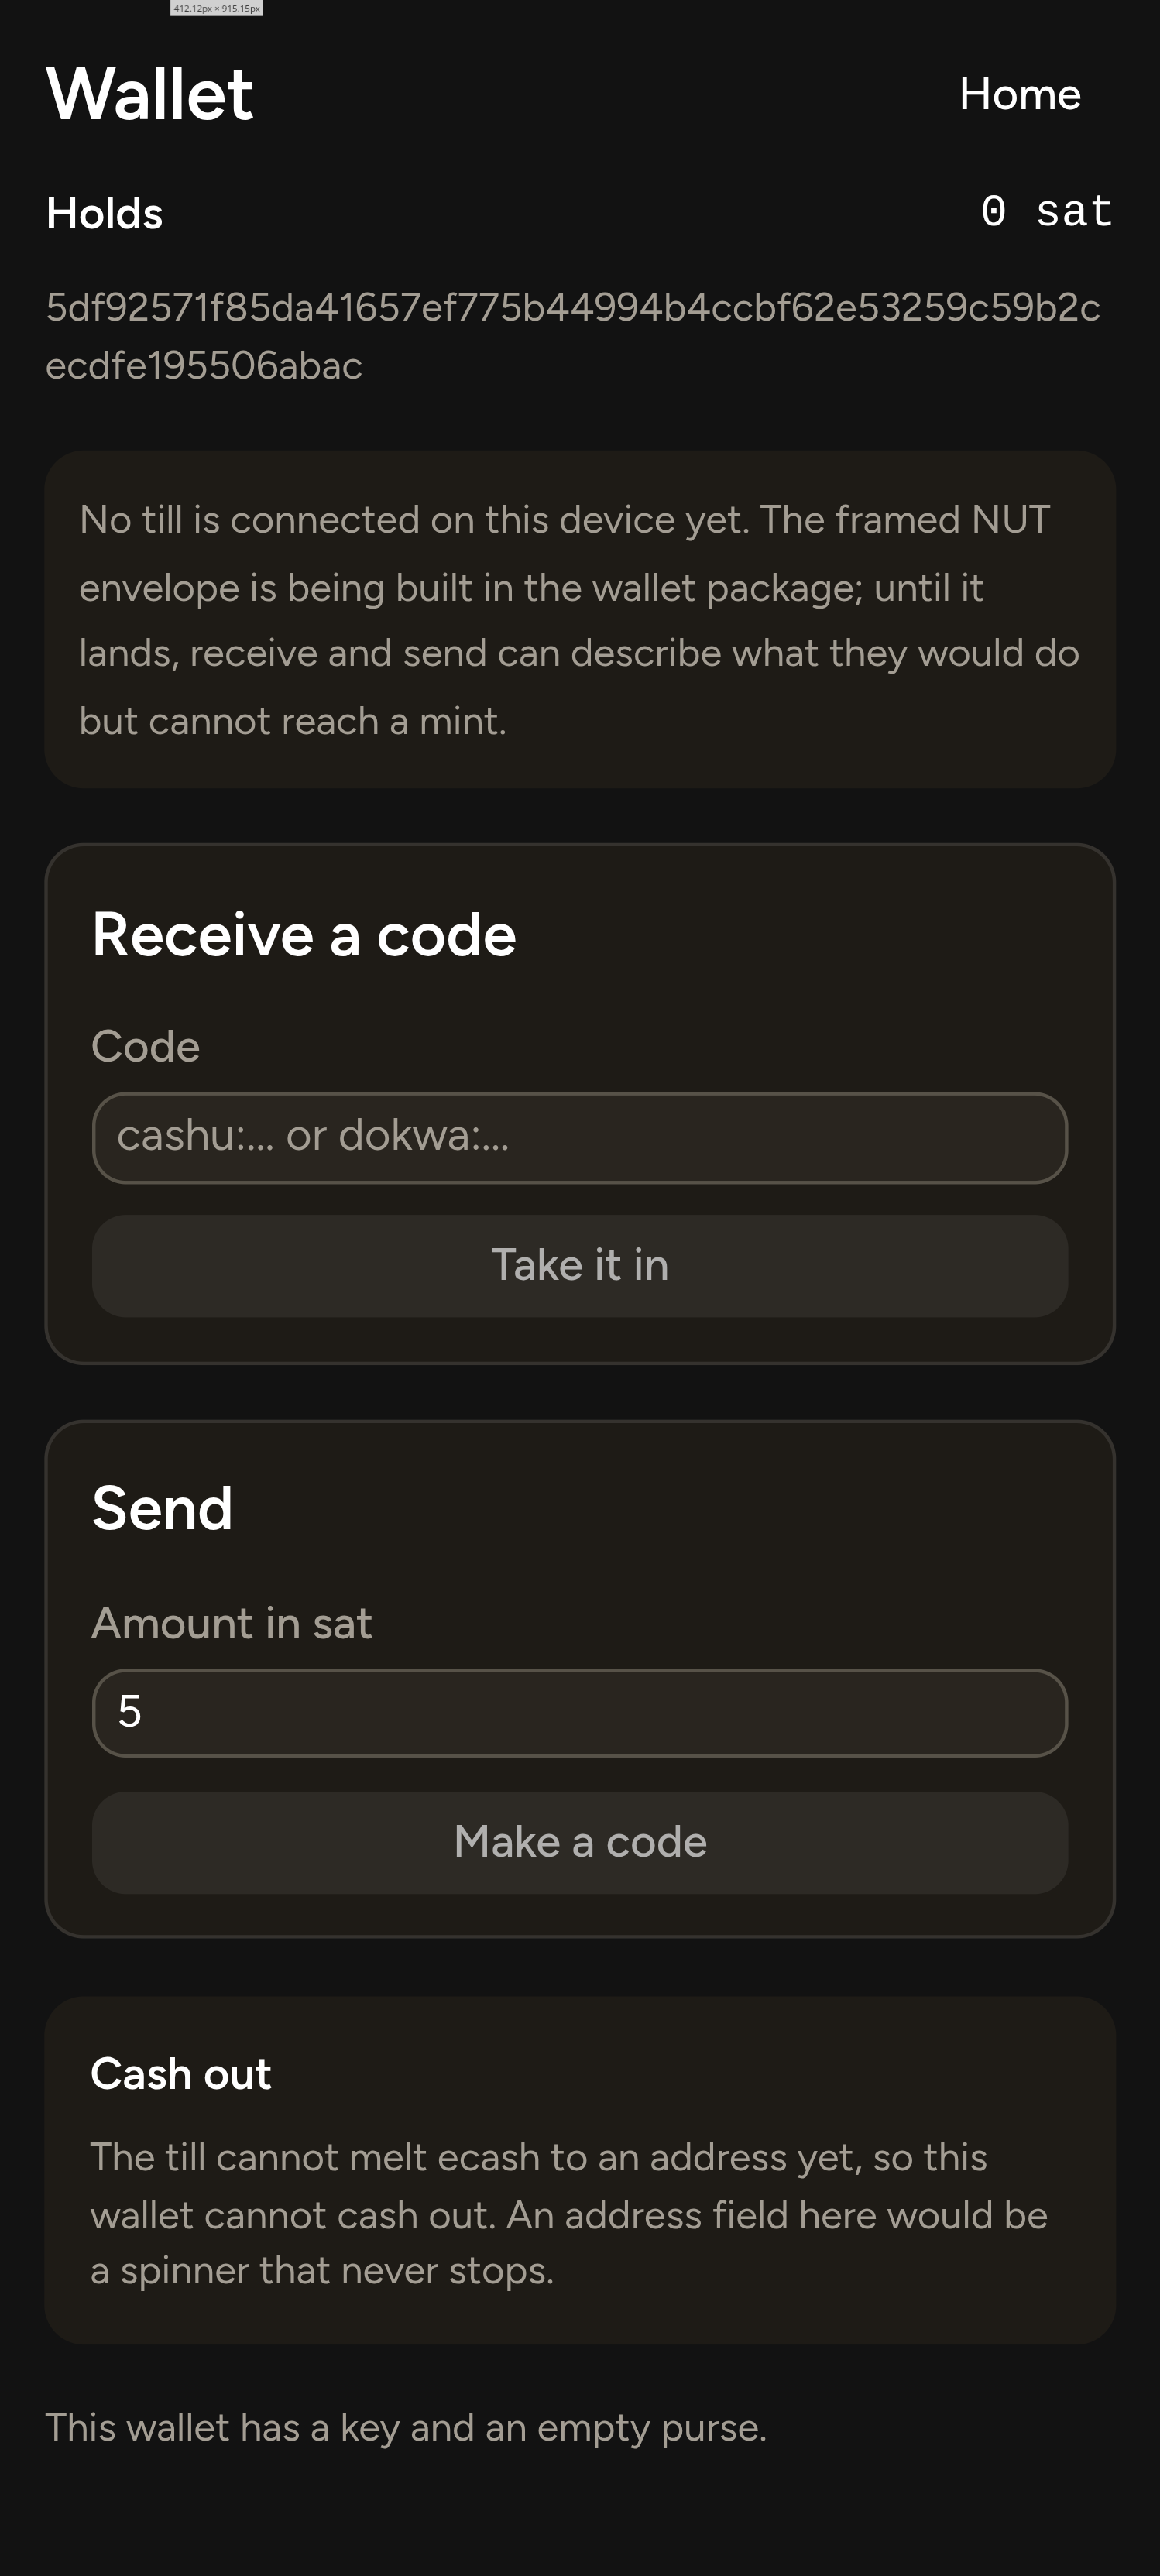 412.12px × 915.15px
Wallet
Home
Holds
0 sat
5df92571f85da41657ef775b44994b4ccbf62e53259c59b2c
ecdfe195506abac
No till is connected on this device yet. The framed NUT
envelope is being built in the wallet package; until it
lands, receive and send can describe what they would do
but cannot reach a mint.
Receive a code
Code
cashu:... or dokwa:...
Take it in
Send
Amount in sat
5
Make a code
Cash out
The till cannot melt ecash to an address yet, so this
wallet cannot cash out. An address field here would be
a spinner that never stops.
This wallet has a key and an empty purse.